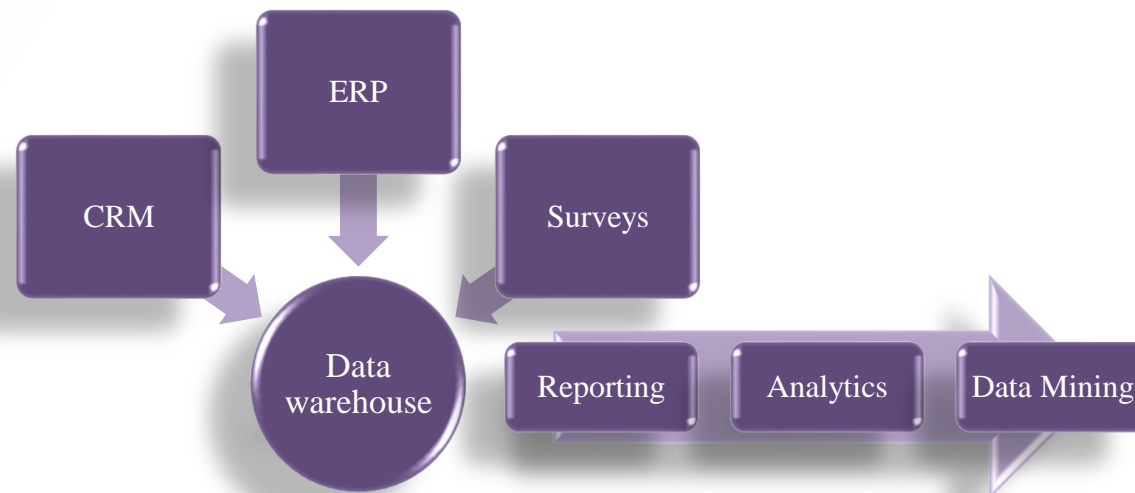 ERP
CRM
Surveys
Data
warehouse
Reporting
Analytics
Data Mining